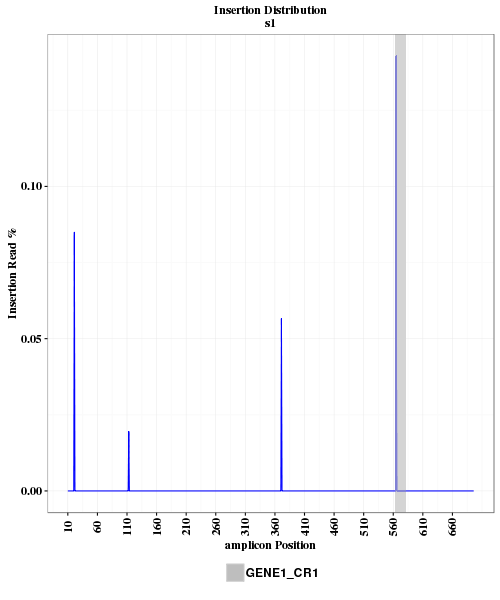 Insertion Distribution
s1
Insertion Read %
0.10
0.05
0.00
10 60 110 160 210 260 310 360 410 460 510 560 610 660
amplicon Position
GENE1_CR1